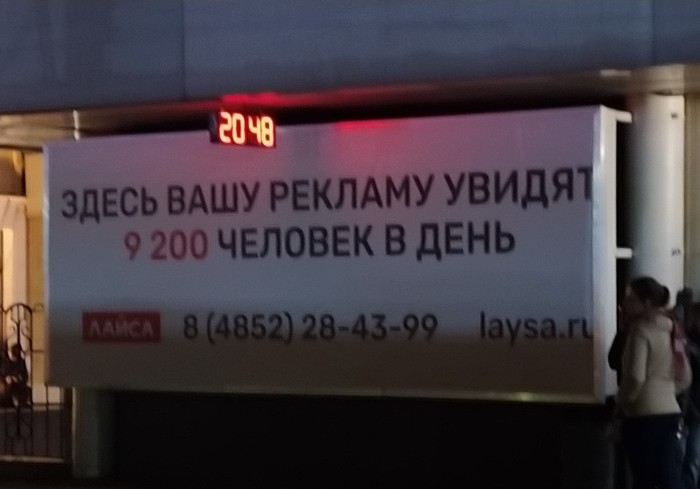 20 48
ЗДЕСЬ ВАШУ РЕКЛАМУ УВИДЯТ
9 200 ЧЕЛОВЕК В ДЕНЬ
ЛАЙСА 8 (4852) 28-43-99 laysa.ru